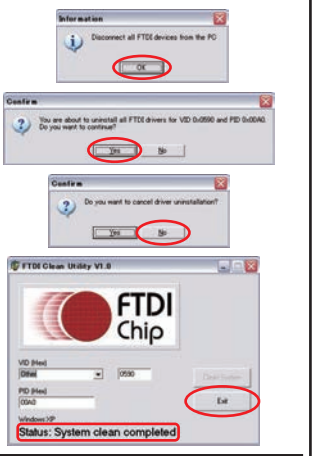 Information
Disconnect all FTDI devices from the PC
OK
Confirm
You are about to uninstall all FTDI drivers for VID 0x0590 and PID 0x00A0.
Do you want to continue?
Yes No
Confirm
Do you want to cancel driver uninstallation?
Yes No
FTDI Clean Utility V1.0
FTDI
Chip
VID (Hex)
Other 0590
Clean System
PID (Hex)
00A0
Exit
Windows XP
Status: System clean completed